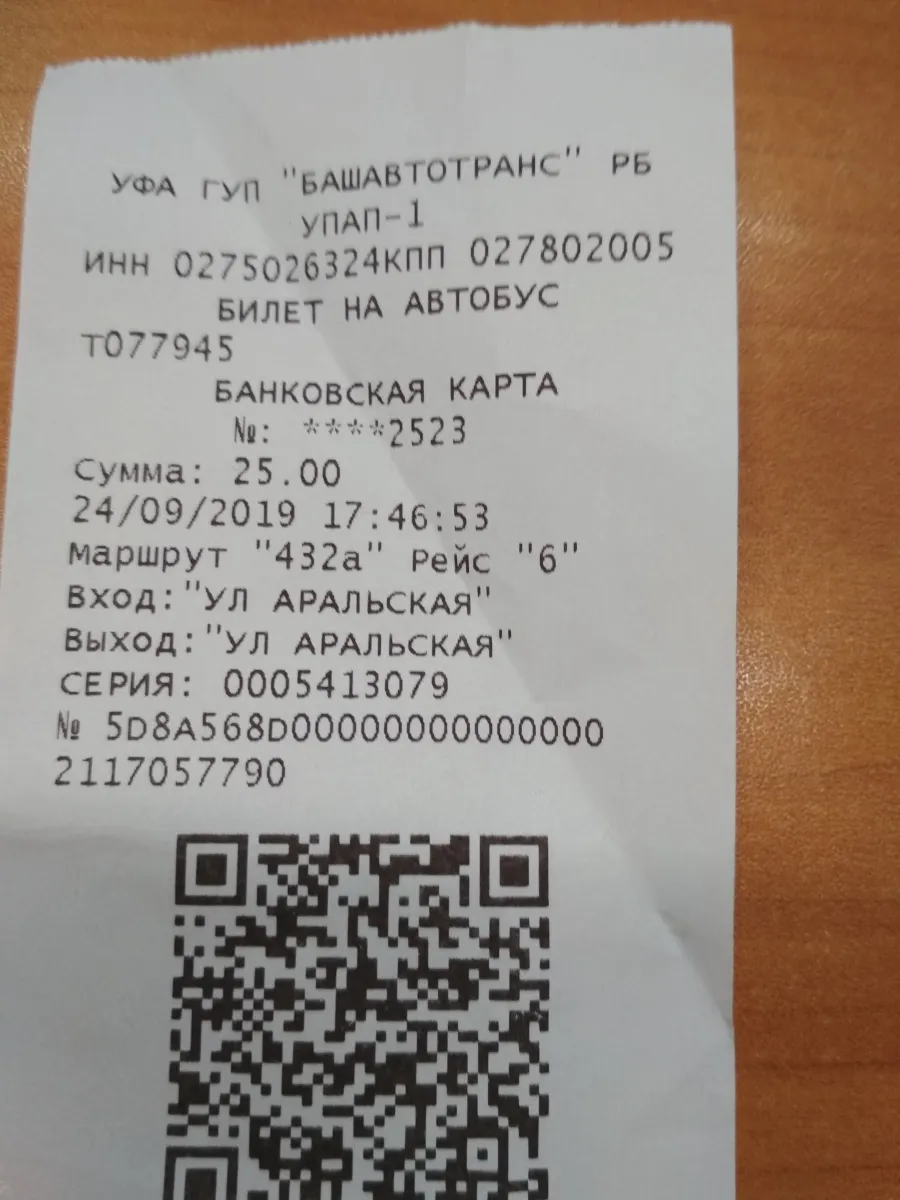 УФА ГУП "БАШАВТОТРАНС" РБ
УПАП-1
ИНН 0275026324КПП 027802005
БИЛЕТ НА АВТОБУС
Т077945
БАНКОВСКАЯ КАРТА
№: ****2523
Сумма: 25.00
24/09/2019 17:46:53
Маршрут "432а" Рейс "6"
Вход:"УЛ АРАЛЬСКАЯ"
Выход:"УЛ АРАЛЬСКАЯ"
СЕРИЯ: 0005413079
№ 5D8A568D00000000000000
2117057790